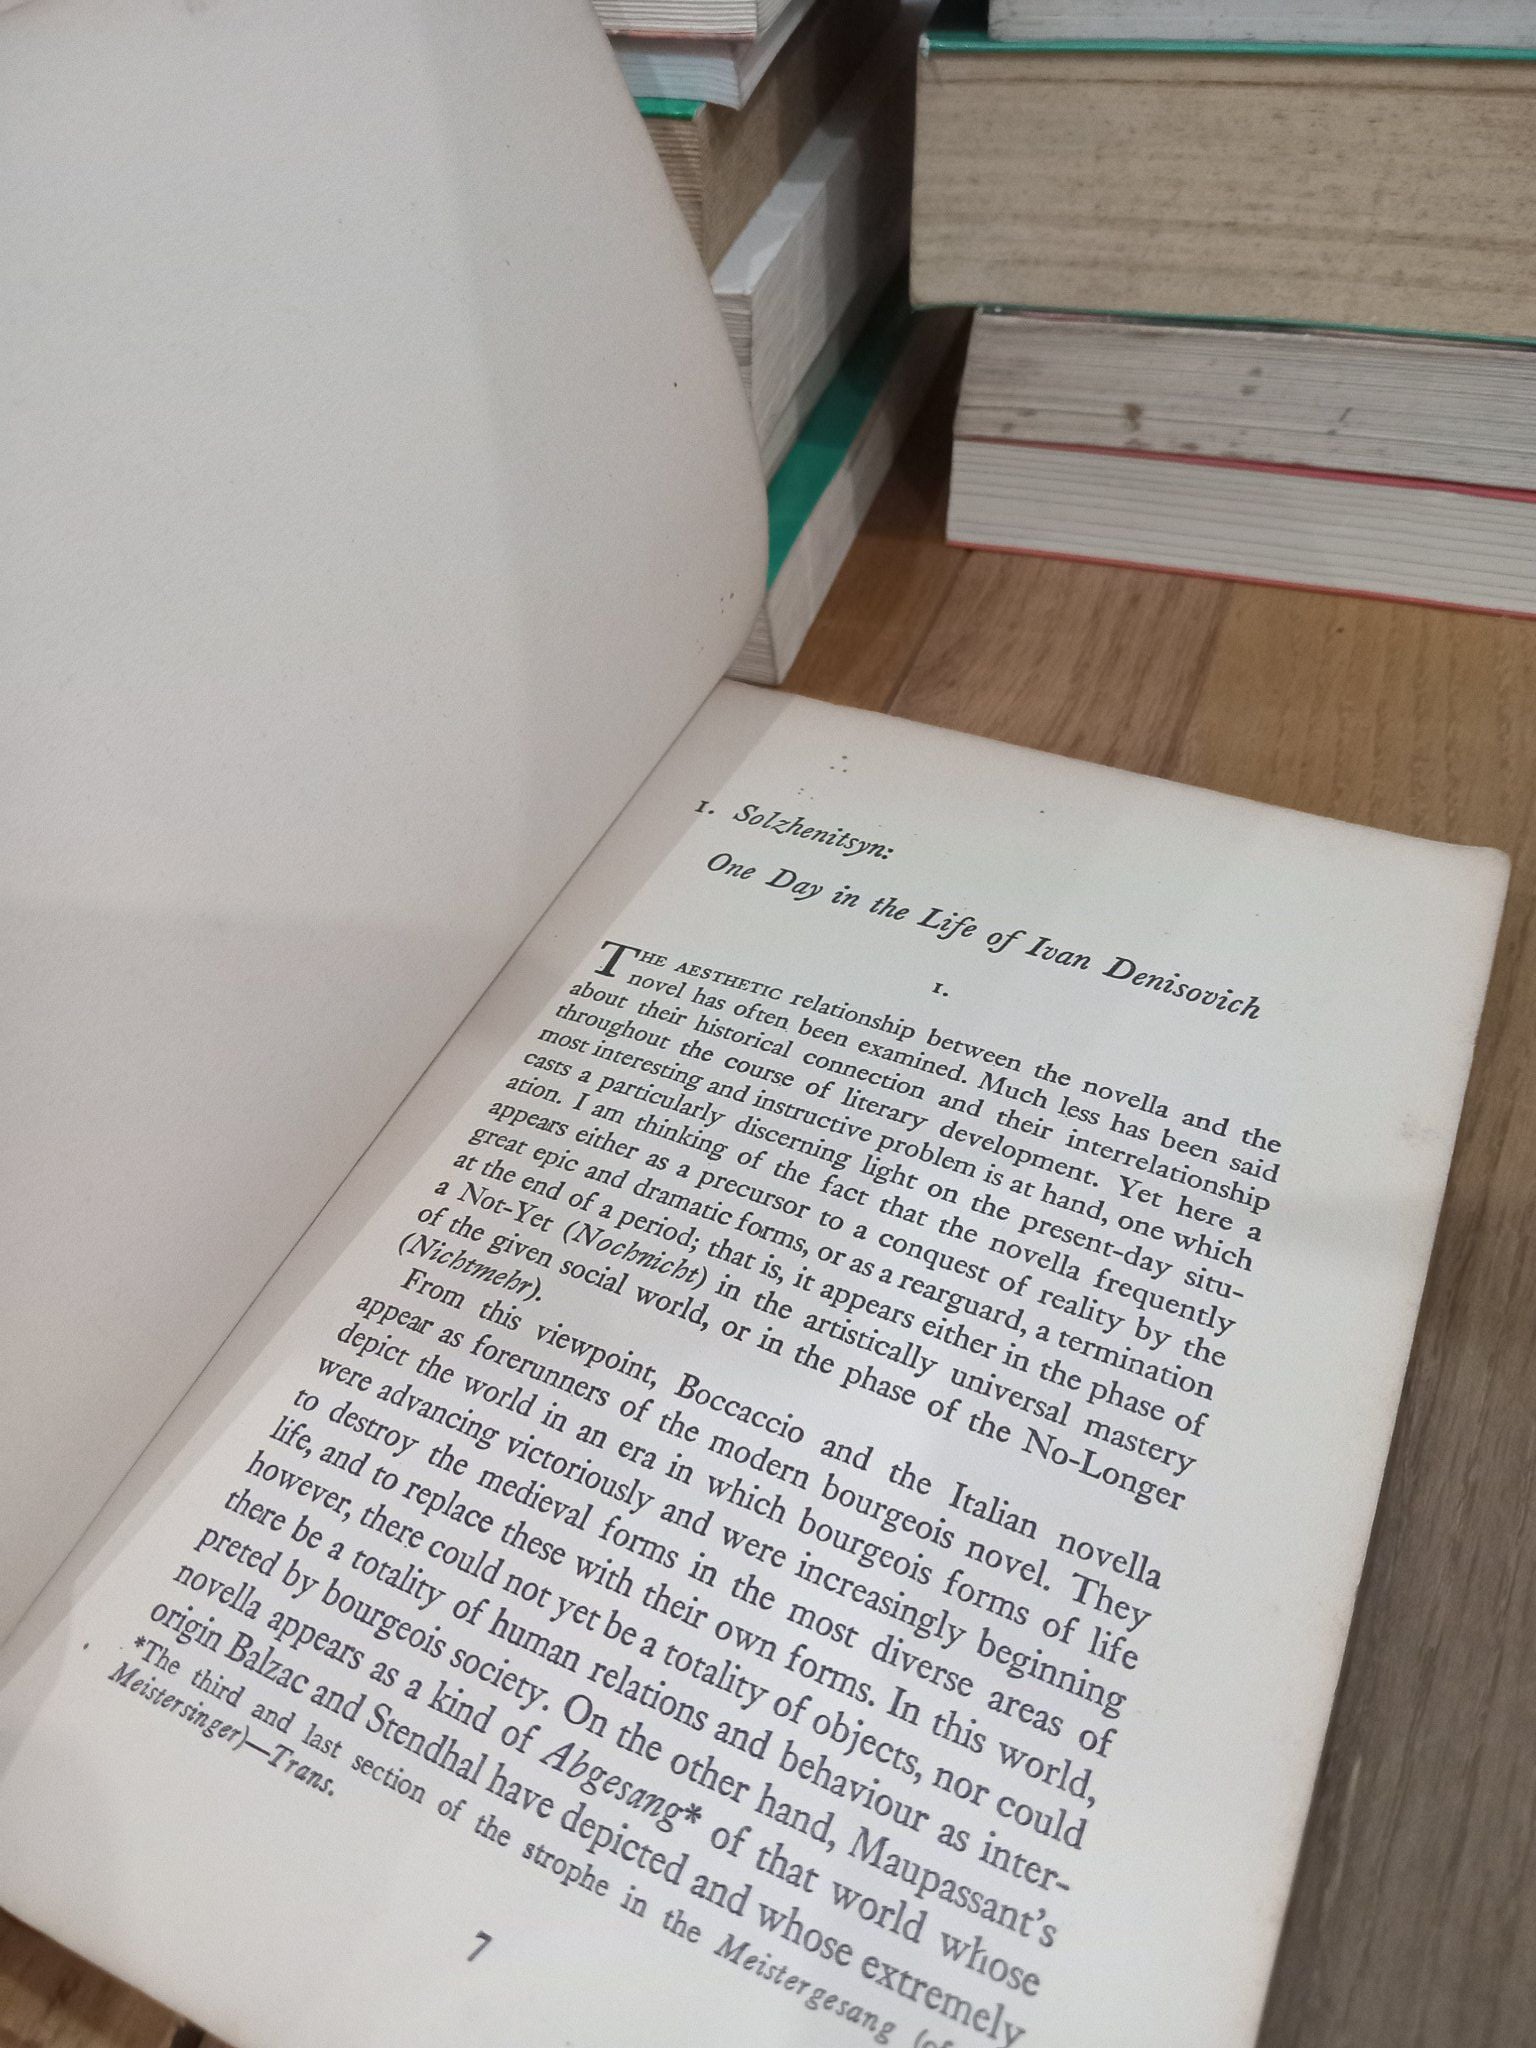 1. Solzhenitsyn:
One Day in the Life of Ivan Denisovich
1.
THE AESTHETIC relationship between the novella and the
novel has often been examined. Much less has been said
about their historical connection and their interrelationship
throughout the course of literary development. Yet here a
most interesting and instructive problem is at hand, one which
casts a particularly discerning light on the present-day situ-
ation. I am thinking of the fact that the novella frequently
appears either as a precursor to a conquest of reality by the
great epic and dramatic forms, or as a rearguard, a termination
at the end of a period; that is, it appears either in the phase of
a Not-Yet (Nochnicht) in the artistically universal mastery
of the given social world, or in the phase of the No-Longer
(Nichtmehr).
From this viewpoint, Boccaccio and the Italian novella
appear as forerunners of the modern bourgeois novel. They
depict the world in an era in which bourgeois forms of life
were advancing victoriously and were increasingly beginning
to destroy the medieval forms in the most diverse areas of
life, and to replace these with their own forms. In this world,
however, there could not yet be a totality of objects, nor could
there be a totality of human relations and behaviour as inter-
preted by bourgeois society. On the other hand, Maupassant's
novella appears as a kind of Abgesang* of that world whose
origin Balzac and Stendhal have depicted and whose extremely
*The third and last section of the strophe in the Meistergesang (of
Meistersinger)—Trans.
7